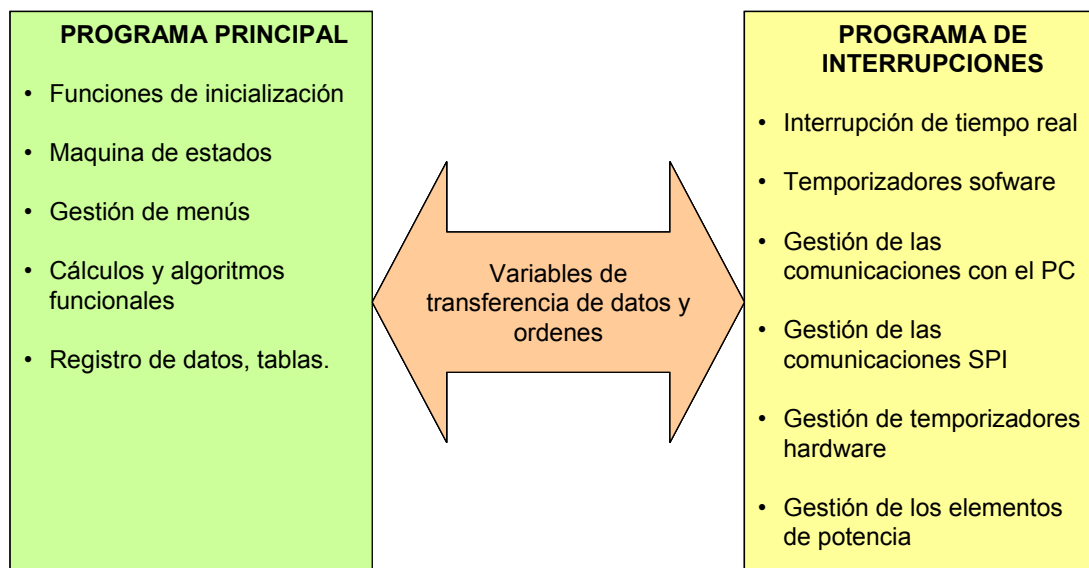 PROGRAMA PRINCIPAL
• Funciones de inicialización
• Maquina de estados
• Gestión de menús
• Cálculos y algoritmos
funcionales
• Registro de datos, tablas.
Variables de
transferencia de datos y
ordenes
PROGRAMA DE
INTERRUPCIONES
• Interrupción de tiempo real
• Temporizadores sofware
• Gestión de las
comunicaciones con el PC
• Gestión de las
comunicaciones SPI
• Gestión de temporizadores
hardware
• Gestión de los elementos
de potencia